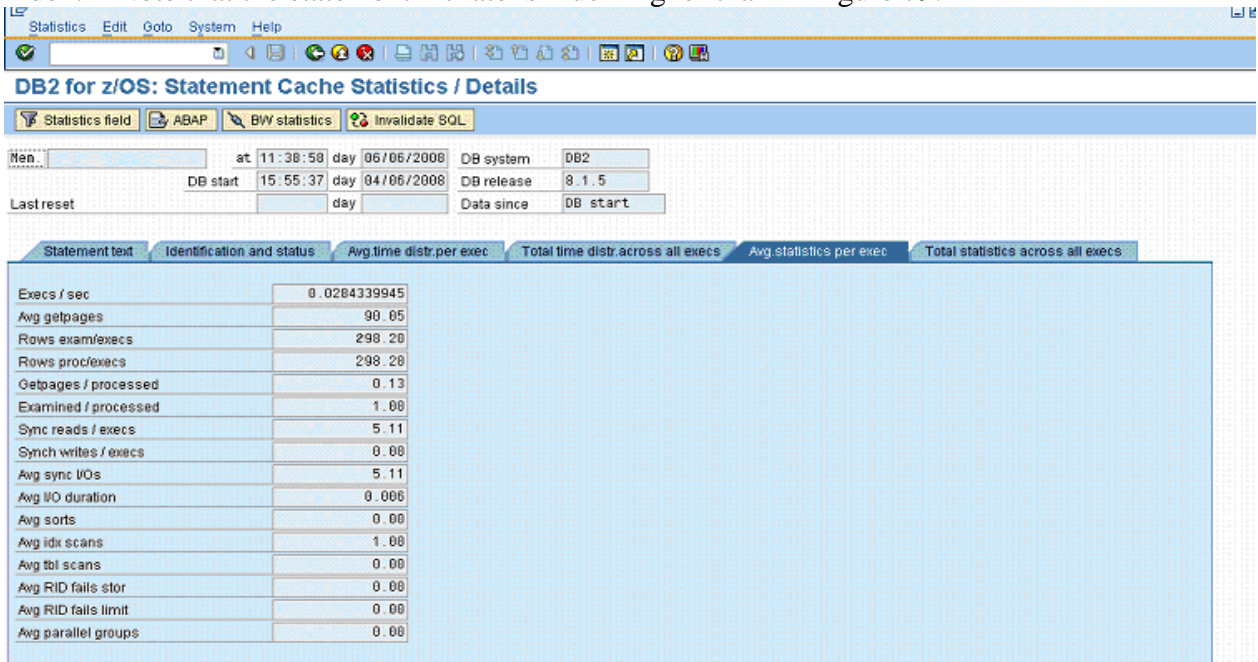 Statistics Edit Goto System Help
DB2 for z/OS: Statement Cache Statistics / Details
Statistics field ABAP BW statistics Invalidate SQL
Mem. at 11:38:58 day 06/06/2008 DB system DB2
DB start 15:55:37 day 04/06/2008 DB release 8.1.5
Last reset day Data since DB start
Statement text Identification and status Avg.time distr.per exec Total time distr.across all execs Avg.statistics per exec Total statistics across all execs
Execs / sec 0.0284339945
Avg getpages 90.05
Rows exam/execs 298.20
Rows proc/execs 298.20
Getpages / processed 0.13
Examined / processed 1.00
Sync reads / execs 5.11
Synch writes / execs 0.00
Avg sync I/Os 5.11
Avg I/O duration 0.006
Avg sorts 0.00
Avg idx scans 1.00
Avg tbl scans 0.00
Avg RID fails stor 0.00
Avg RID fails limit 0.00
Avg parallel groups 0.00